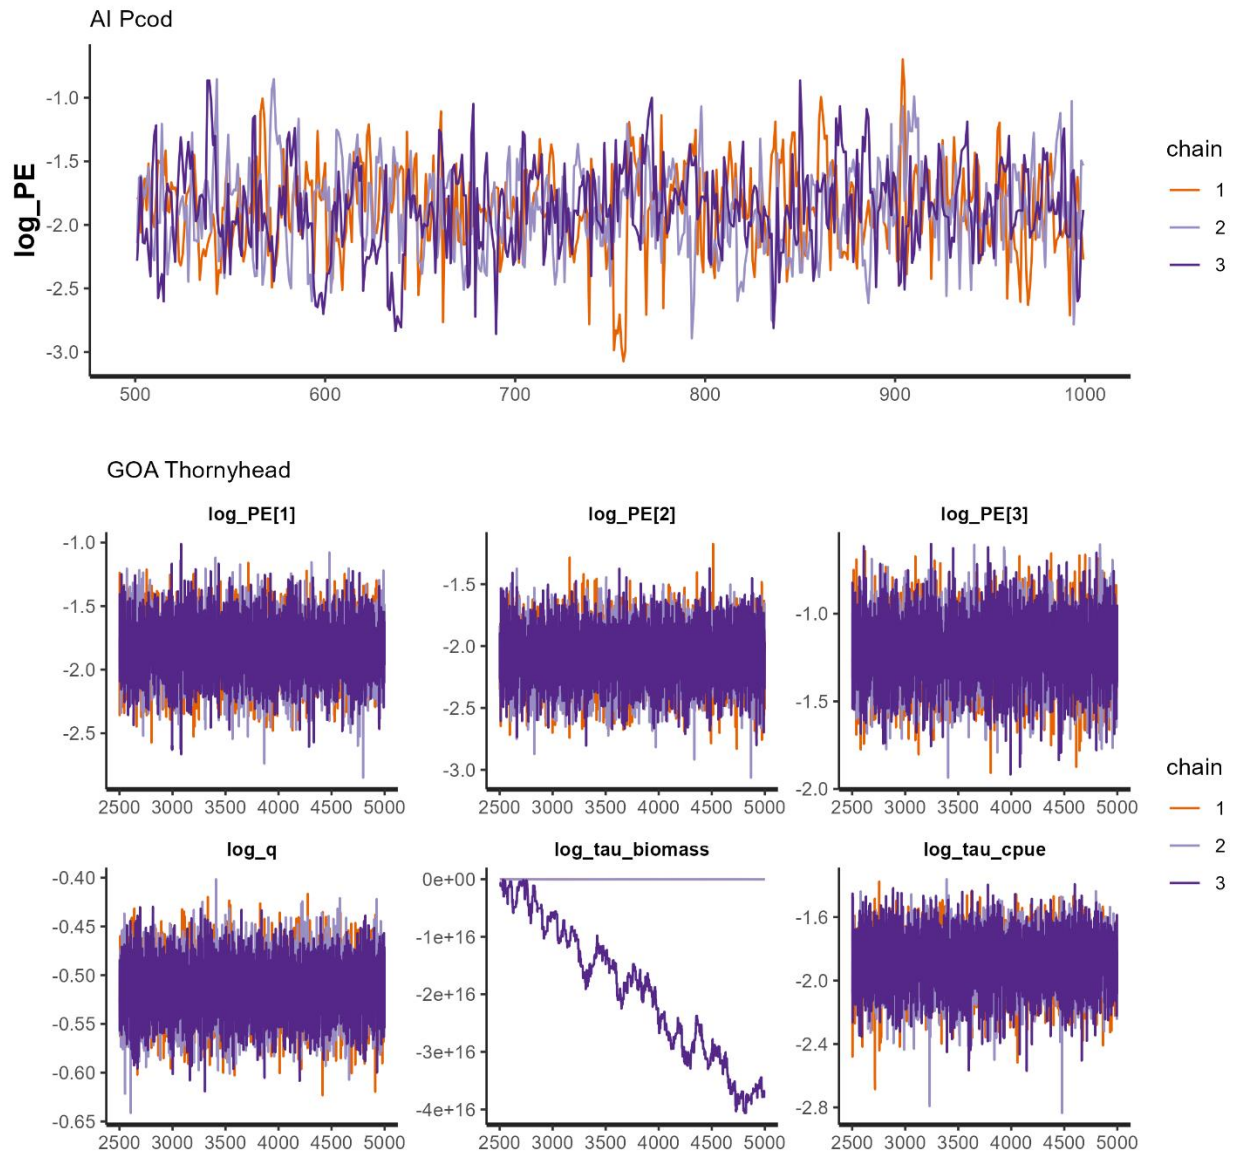 AI Pcod
log_PE
-1.0
-1.5
-2.0
-2.5
-3.0
500 600 700 800 900 1000
chain
1
2
3
GOA Thornyhead
log_PE[1] log_PE[2] log_PE[3]
-1.0
-1.5
-2.0
-2.5
-1.5
-2.0
-2.5
-3.0
-1.0
-1.5
-2.0
2500 3000 3500 4000 4500 5000 2500 3000 3500 4000 4500 5000 2500 3000 3500 4000 4500 5000
log_q log_tau_biomass log_tau_cpue
-0.40
-0.45
-0.50
-0.55
-0.60
-0.65
0e+00
-1e+16
-2e+16
-3e+16
-4e+16
-1.6
-2.0
-2.4
-2.8
2500 3000 3500 4000 4500 5000 2500 3000 3500 4000 4500 5000 2500 3000 3500 4000 4500 5000
chain
1
2
3